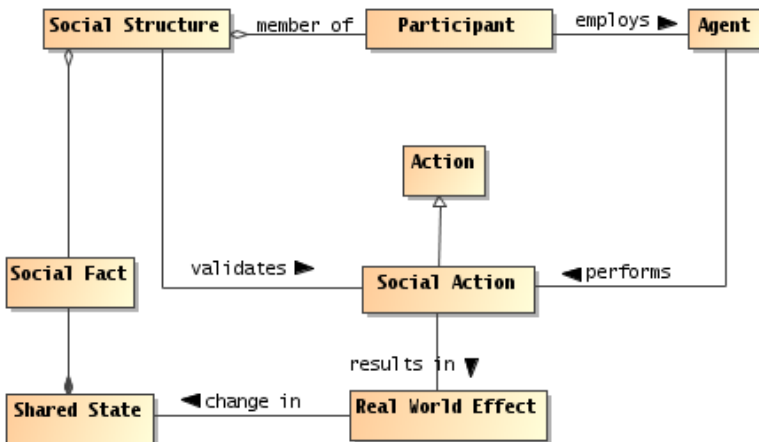 Social Structure
member of
Participant
employs
Agent
Action
Social Fact
validates
Social Action
performs
results in
Shared State
change in
Real World Effect